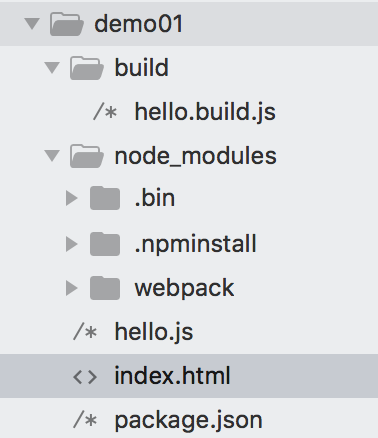 demo01
build
/* hello.build.js
node_modules
.bin
.npminstall
webpack
/* hello.js
<> index.html
/* package.json